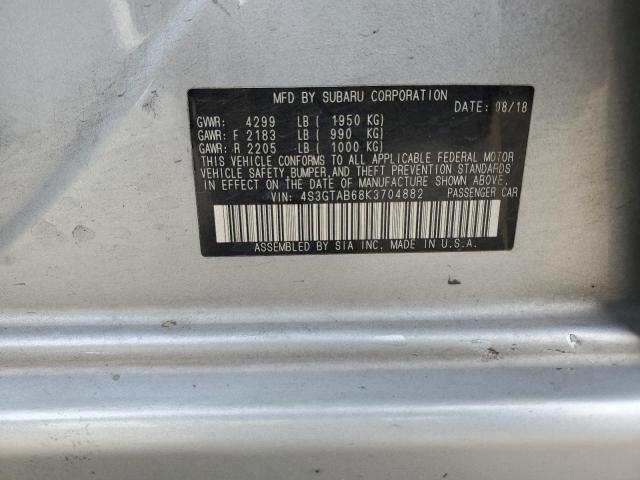 MFD BY SUBARU CORPORATION
DATE: 08/18
GVWR: 4299 LB ( 1950 KG)
GAWR: F 2183 LB ( 990 KG)
GAWR: R 2205 LB ( 1000 KG)
THIS VEHICLE CONFORMS TO ALL APPLICABLE FEDERAL MOTOR
VEHICLE SAFETY, BUMPER, AND THEFT PREVENTION STANDARDS
IN EFFECT ON THE DATE OF MANUFACTURE SHOWN ABOVE.
VIN: 4S3GTAB68K3704882 PASSENGER CAR
ASSEMBLED BY SIA INC. MADE IN U.S.A.